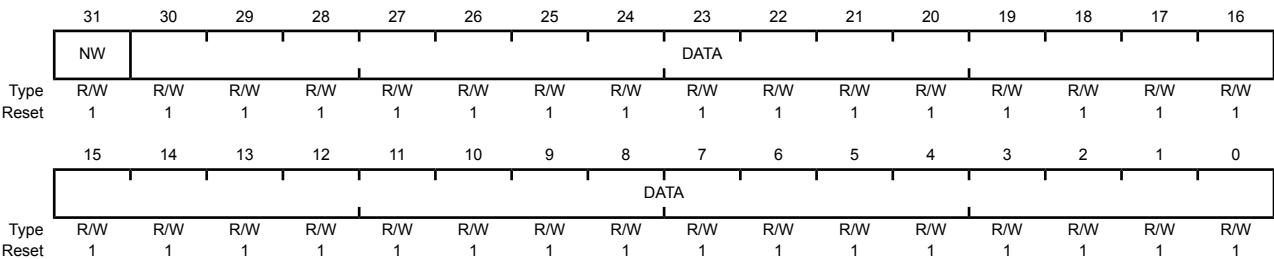 31 30 29 28 27 26 25 24 23 22 21 20 19 18 17 16
NW DATA
Type R/W R/W R/W R/W R/W R/W R/W R/W R/W R/W R/W R/W R/W R/W R/W R/W
Reset 1 1 1 1 1 1 1 1 1 1 1 1 1 1 1 1
15 14 13 12 11 10 9 8 7 6 5 4 3 2 1 0
DATA
Type R/W R/W R/W R/W R/W R/W R/W R/W R/W R/W R/W R/W R/W R/W R/W R/W
Reset 1 1 1 1 1 1 1 1 1 1 1 1 1 1 1 1